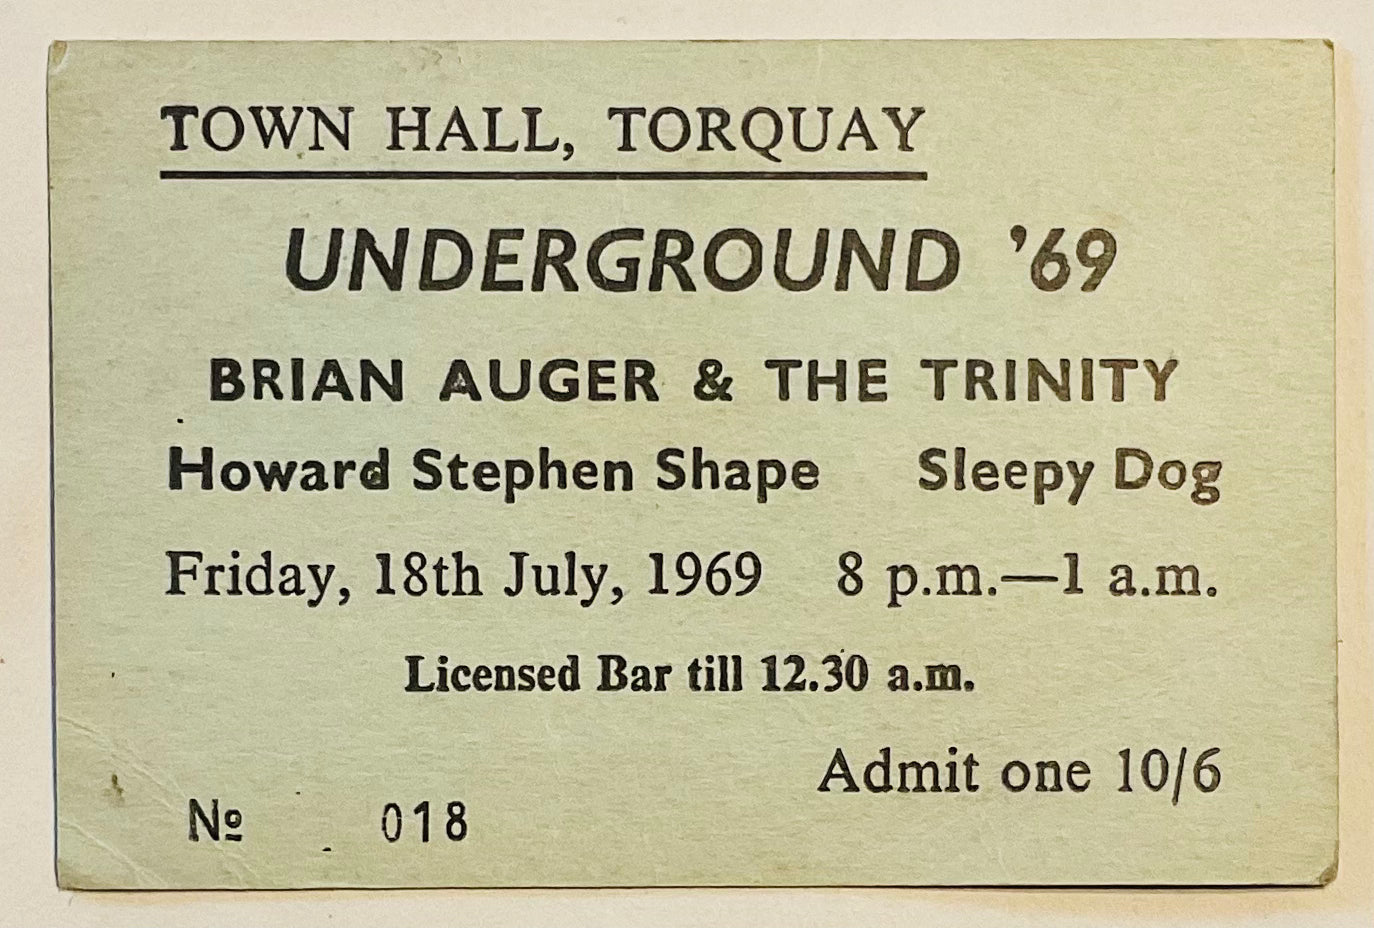 TOWN HALL, TORQUAY
UNDERGROUND '69
BRIAN AUGER & THE TRINITY
Howard Stephen Shape Sleepy Dog
Friday, 18th July, 1969 8 p.m.—1 a.m.
Licensed Bar till 12.30 a.m.
Admit one 10/6
Nº 018